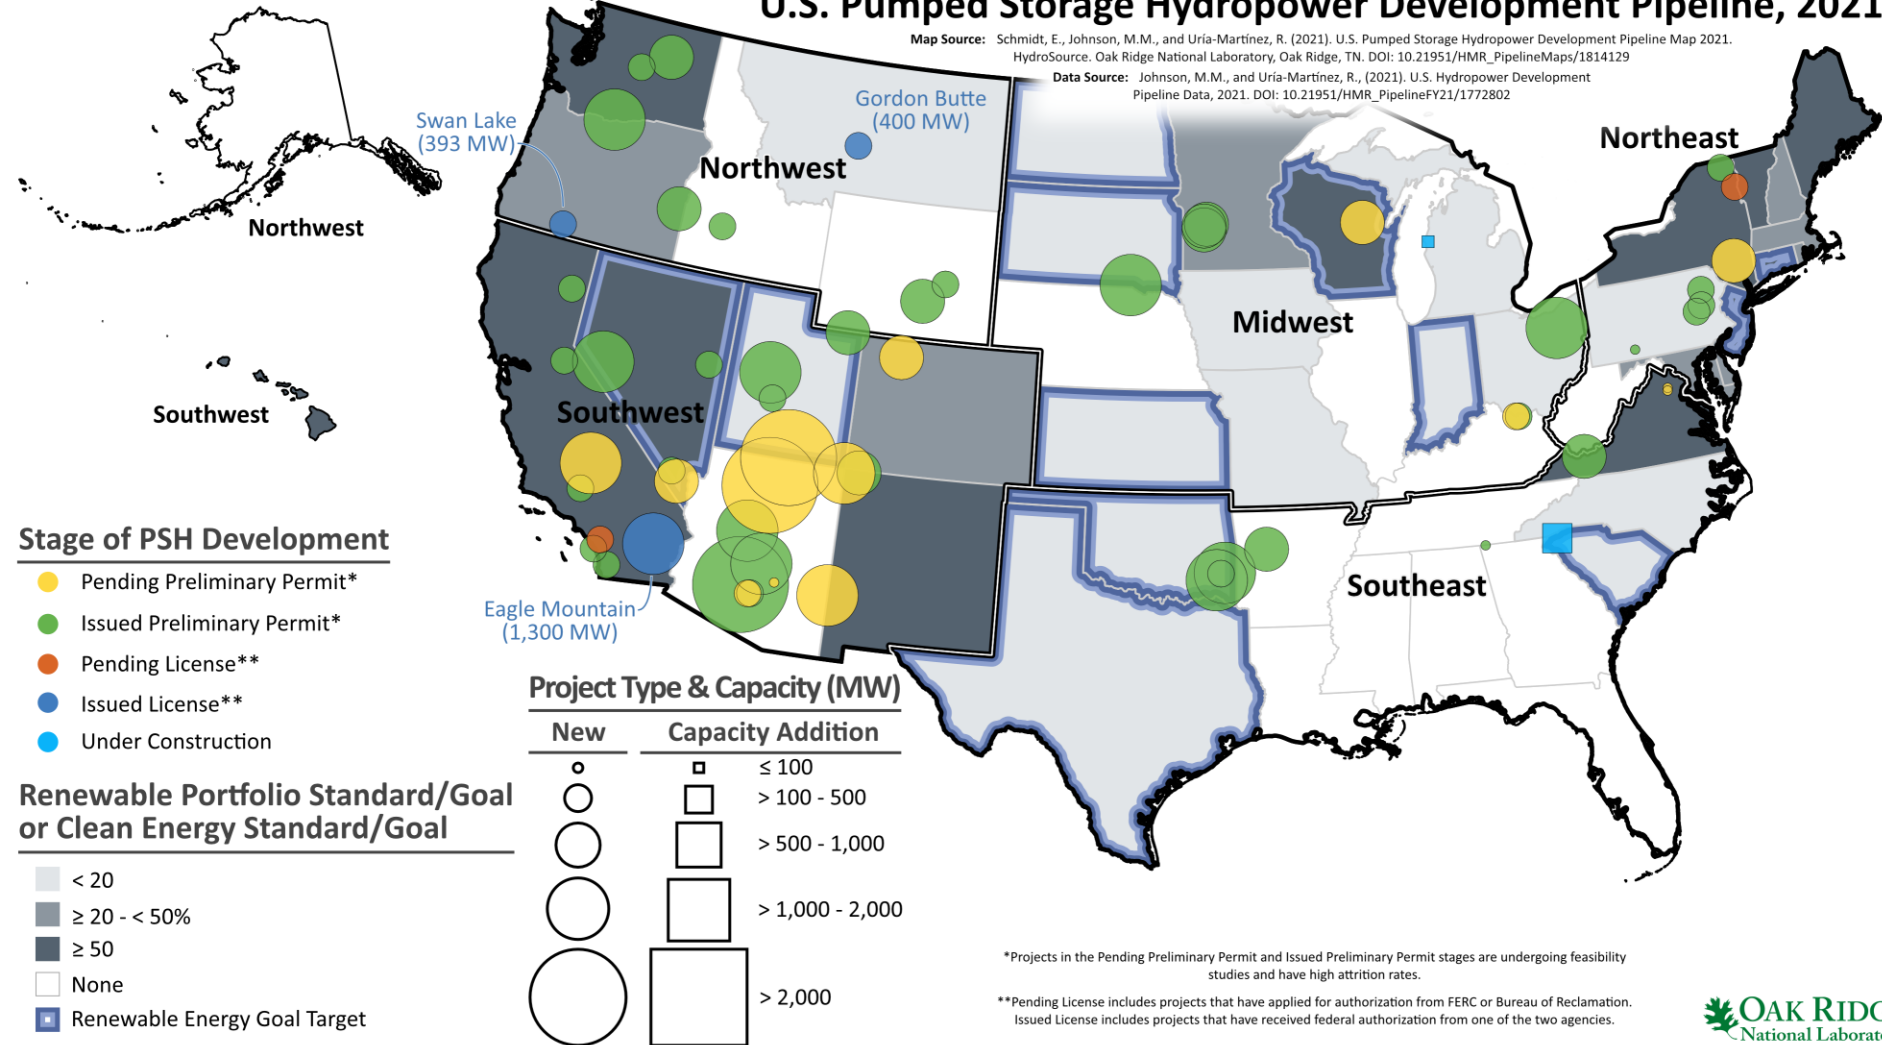 U.S. Pumped Storage Hydropower Development Pipeline, 2021
Map Source: Schmidt, E., Johnson, M.M., and Uría-Martínez, R. (2021). U.S. Pumped Storage Hydropower Development Pipeline Map 2021.
HydroSource. Oak Ridge National Laboratory, Oak Ridge, TN. DOI: 10.21951/HMR_PipelineMaps/1814129
Data Source: Johnson, M.M., and Uría-Martínez, R., (2021). U.S. Hydropower Development
Pipeline Data, 2021. DOI: 10.21951/HMR_PipelineFY21/1772802
Swan Lake
(393 MW)
Gordon Butte
(400 MW)
Northwest
Northeast
Northwest
Midwest
Southwest
Southwest
Southeast
Eagle Mountain
(1,300 MW)
Stage of PSH Development
Pending Preliminary Permit*
Issued Preliminary Permit*
Pending License**
Issued License**
Under Construction
Renewable Portfolio Standard/Goal
or Clean Energy Standard/Goal
< 20
≥ 20 - < 50%
≥ 50
None
Renewable Energy Goal Target
Project Type & Capacity (MW)
New Capacity Addition
≤ 100
> 100 - 500
> 500 - 1,000
> 1,000 - 2,000
> 2,000
*Projects in the Pending Preliminary Permit and Issued Preliminary Permit stages are undergoing feasibility
studies and have high attrition rates.
**Pending License includes projects that have applied for authorization from FERC or Bureau of Reclamation.
Issued License includes projects that have received federal authorization from one of the two agencies.
OAK
National